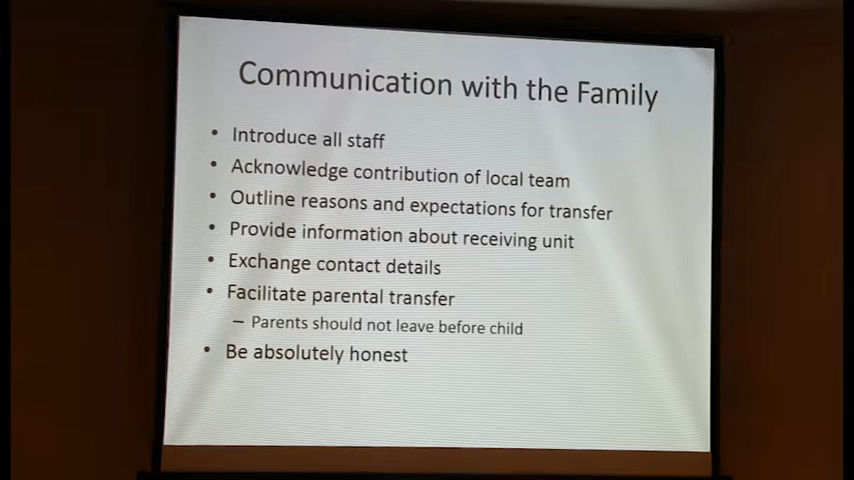 Communication with the Family
• Introduce all staff
• Acknowledge contribution of local team
• Outline reasons and expectations for transfer
• Provide information about receiving unit
• Exchange contact details
• Facilitate parental transfer
– Parents should not leave before child
• Be absolutely honest